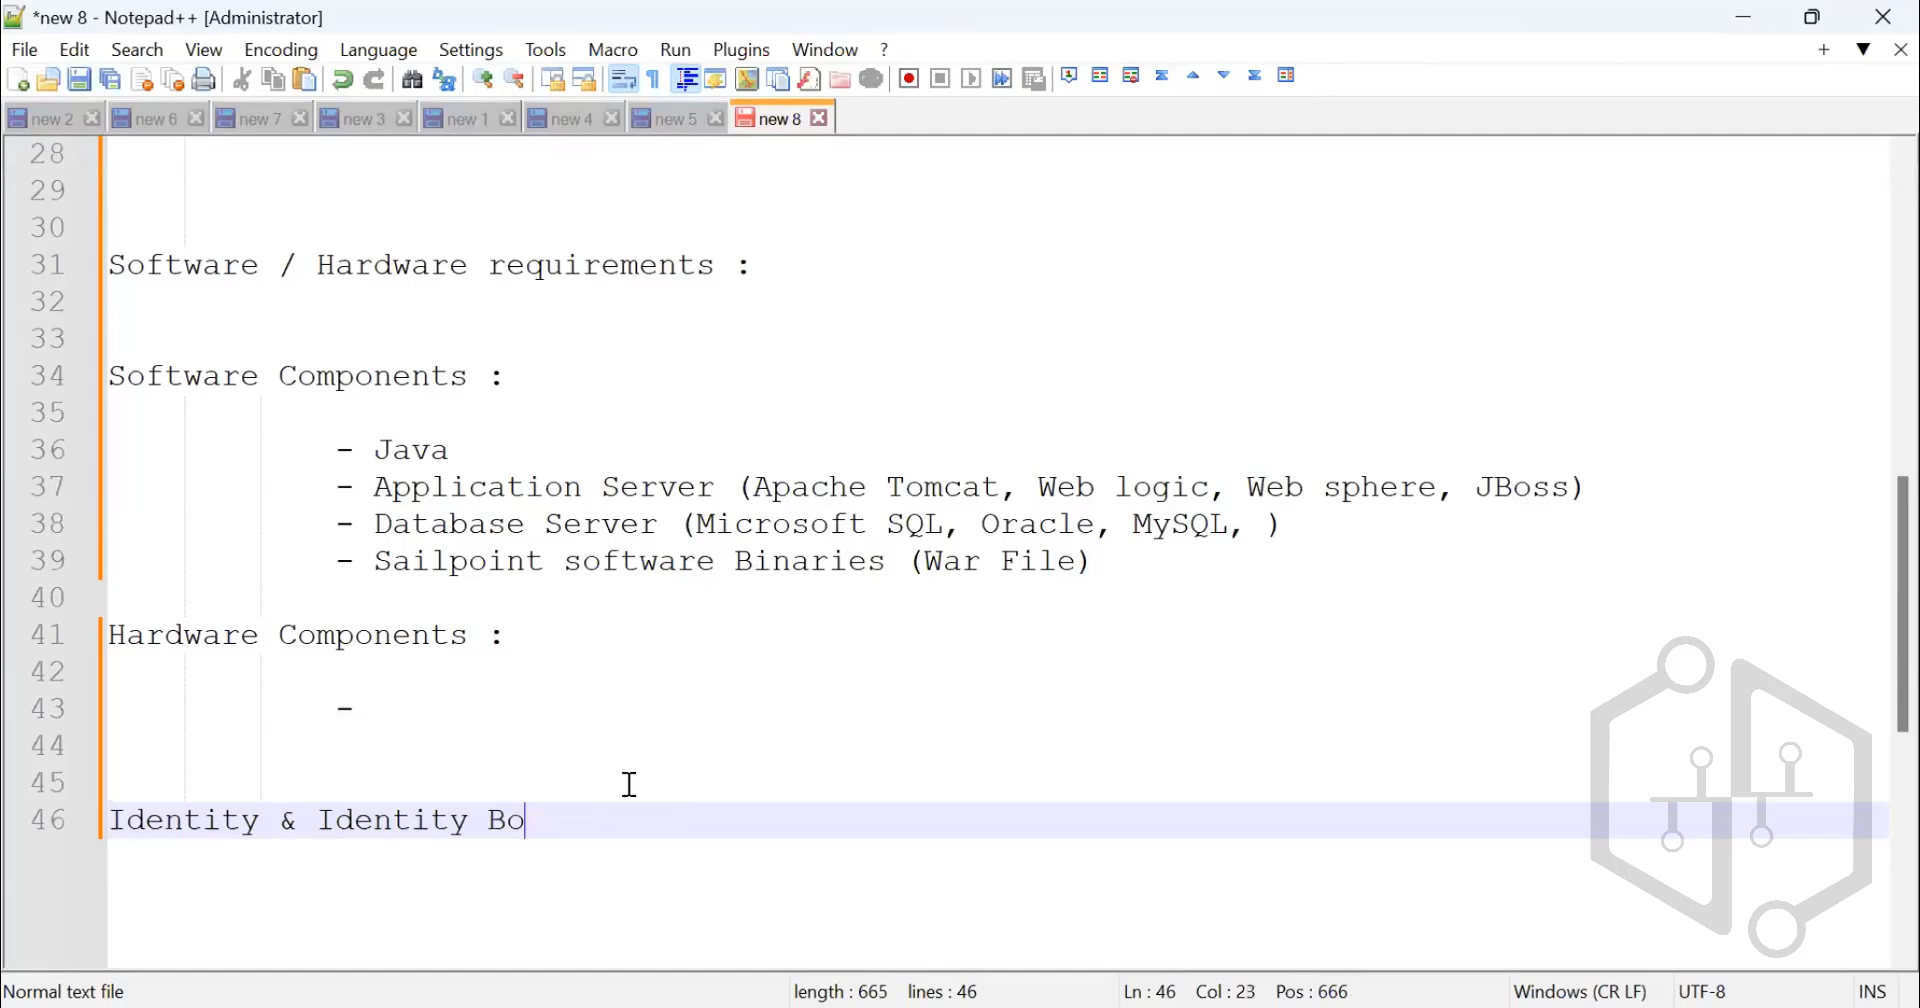 *new 8 - Notepad++ [Administrator]
File Edit Search View Encoding Language Settings Tools Macro Run Plugins Window ?
new 2 new 6 new 7 new 3 new 1 new 4 new 5 new 8
28
29
30
31 Software / Hardware requirements :
32
33
34 Software Components :
35
36 - Java
37 - Application Server (Apache Tomcat, Web logic, Web sphere, JBoss)
38 - Database Server (Microsoft SQL, Oracle, MySQL, )
39 - Sailpoint software Binaries (War File)
40
41 Hardware Components :
42
43 -
44
45
46 Identity & Identity Bo
Normal text file length : 665 lines : 46 Ln : 46 Col : 23 Pos : 666 Windows (CR LF) UTF-8 INS